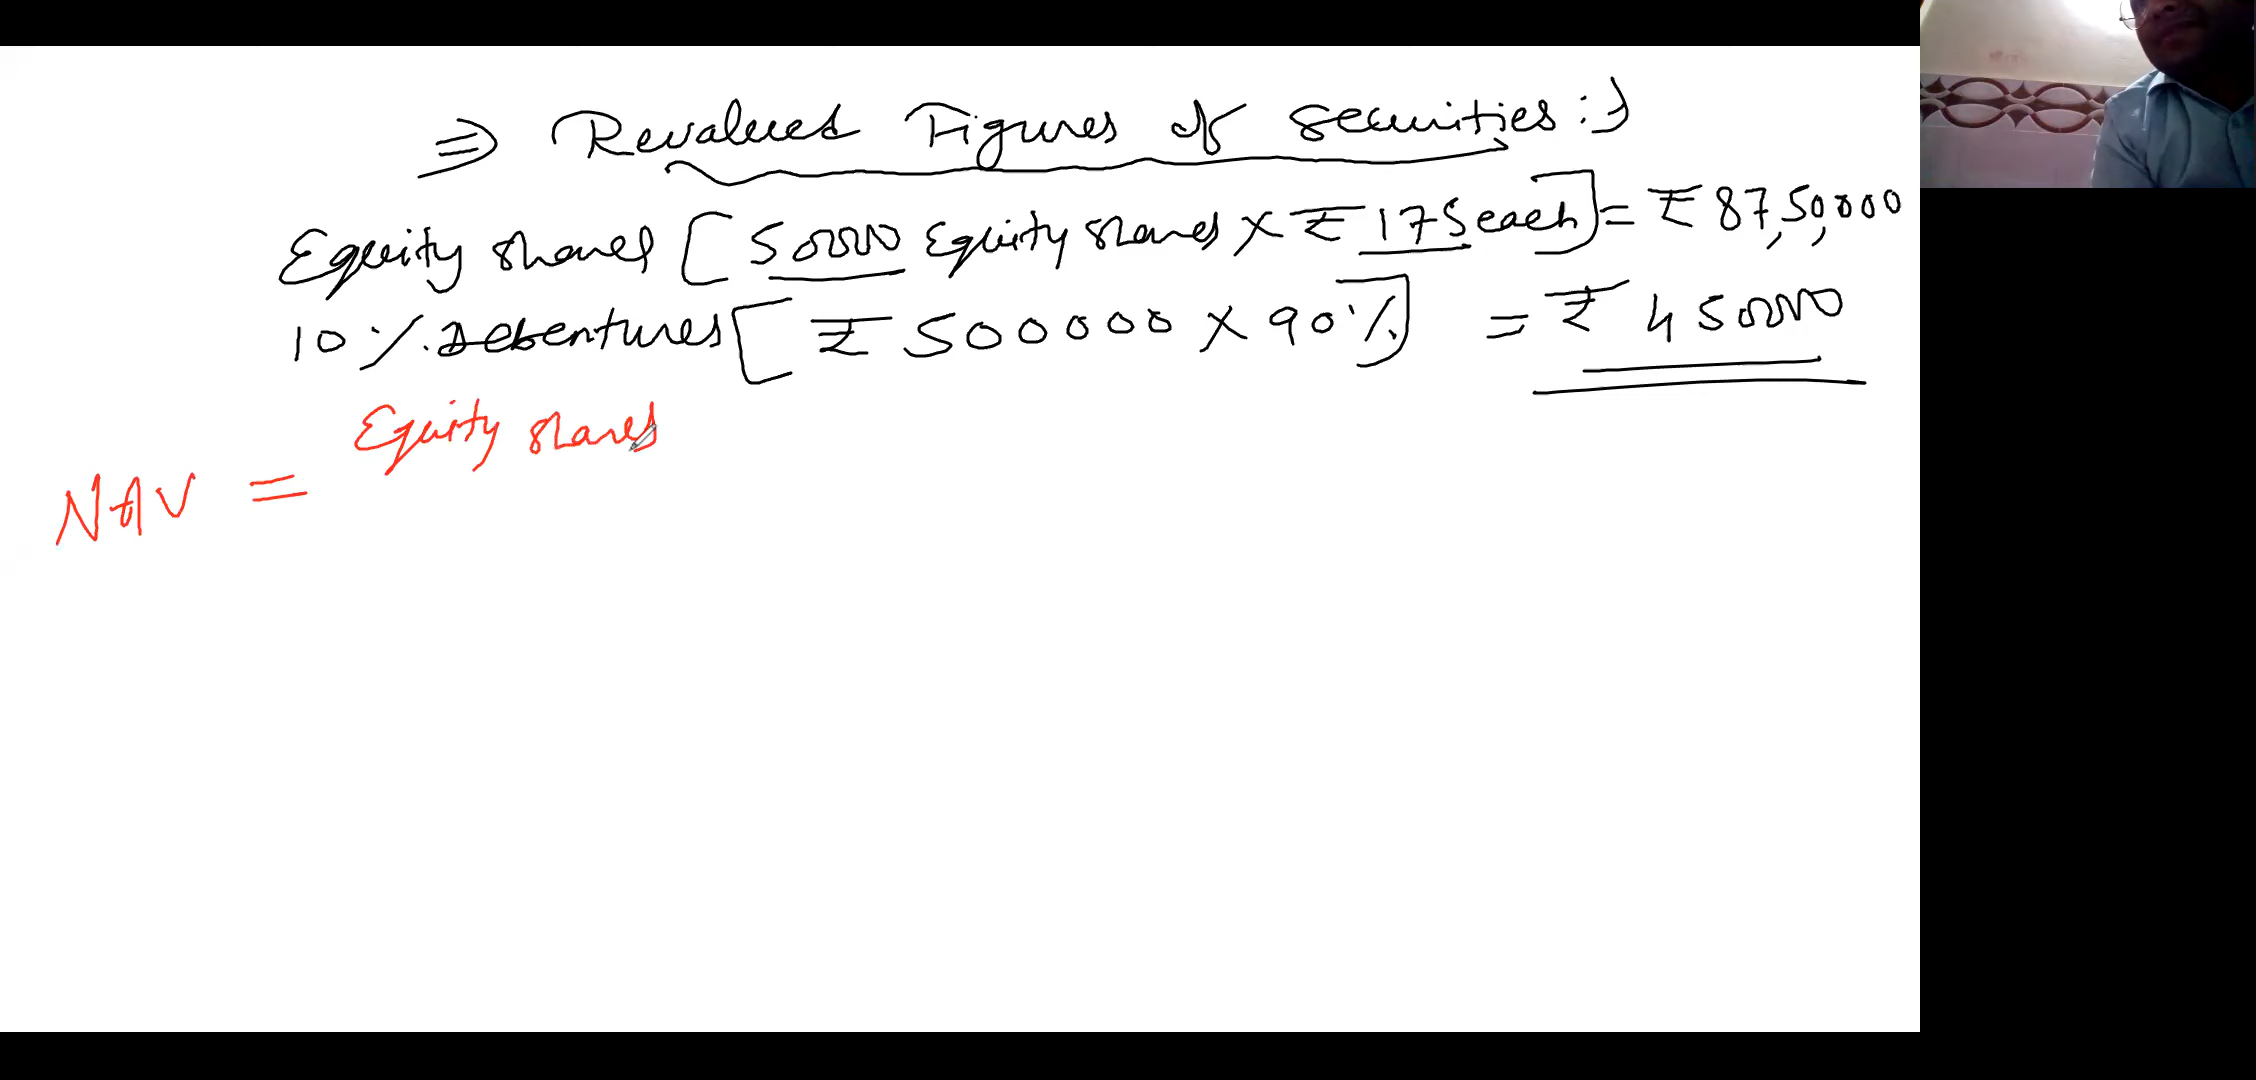 ⇒ Revalued Figures of Securities :⇒
Equity shares [50000 Equity shares × ₹ 175 each] = ₹ 87,50,000
10 %. Debentures [₹ 500000 × 90%] = ₹ 450000
Equity shares
NAV =